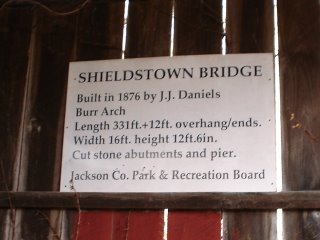 SHIELDSTOWN BRIDGE
Built in 1876 by J.J. Daniels
Burr Arch
Length 331ft.+12ft. overhang/ends.
Width 16ft. height 12ft.6in.
Cut stone abutments and pier.
Jackson Co. Park & Recreation Board